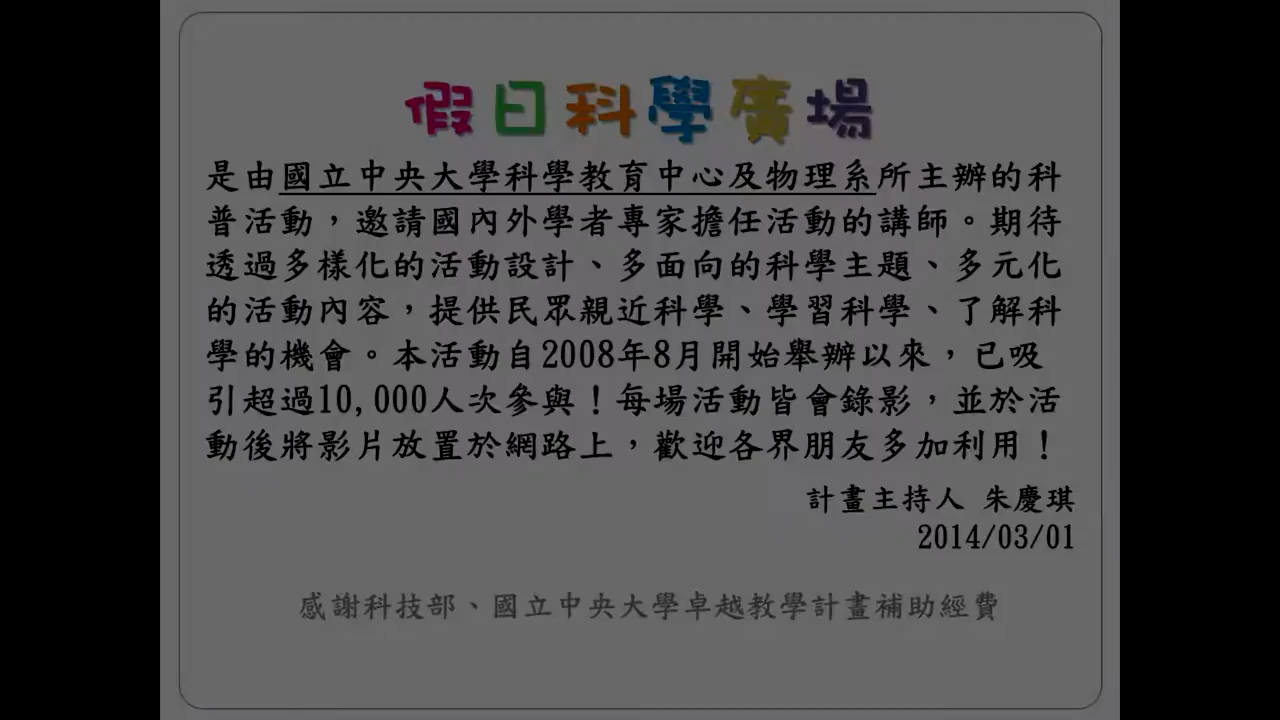 假日科學廣場
是由國立中央大學科學教育中心及物理系所主辦的科
普活動，邀請國內外學者專家擔任活動的講師。期待
透過多樣化的活動設計、多面向的科學主題、多元化
的活動內容，提供民眾親近科學、學習科學、了解科
學的機會。本活動自2008年8月開始舉辦以來，已吸
引超過10,000人次參與！每場活動皆會錄影，並於活
動後將影片放置於網路上，歡迎各界朋友多加利用！
計畫主持人 朱慶琪
2014/03/01
感謝科技部、國立中央大學卓越教學計畫補助經費